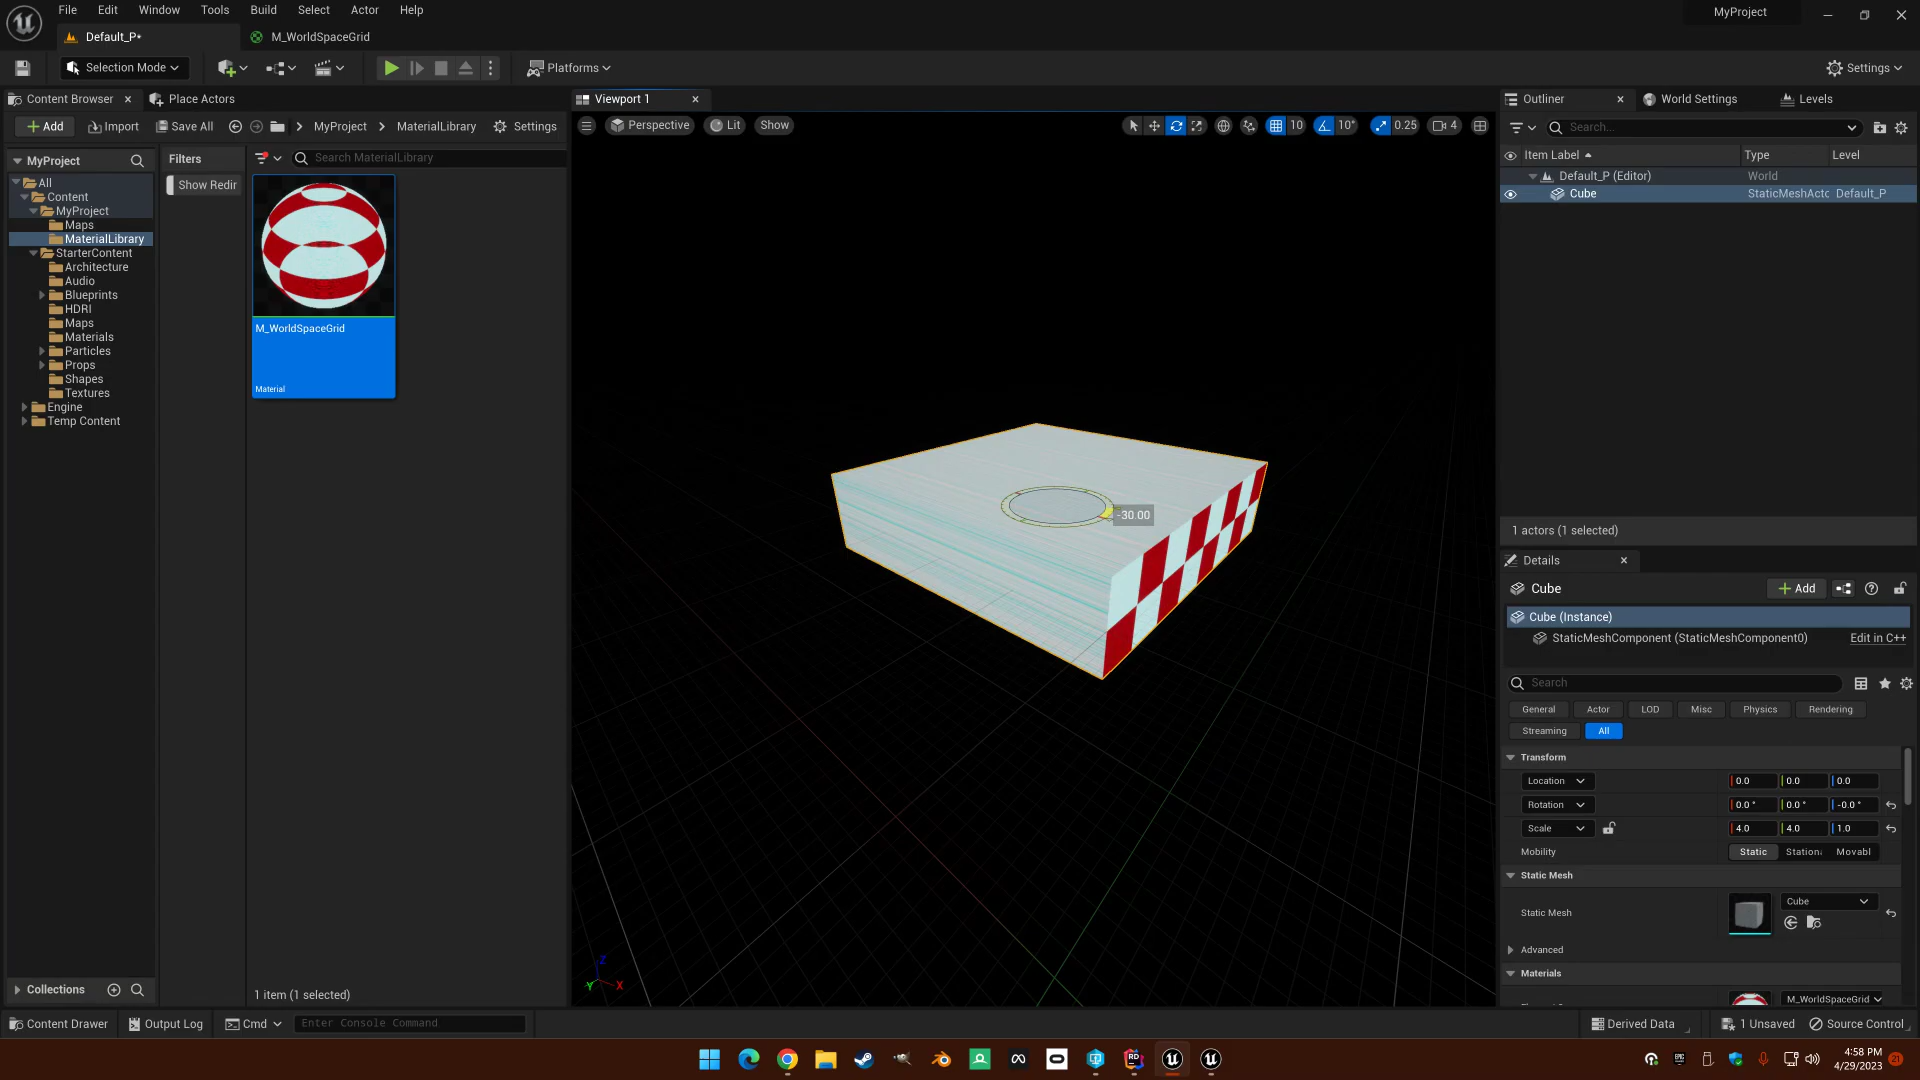 File Edit Window Tools Build Select Actor Help
MyProject
Default_P•
M_WorldSpaceGrid
Selection Mode
Platforms
Settings
Content Browser
Place Actors
Viewport 1
Outliner
World Settings
Levels
Add
Import
Save All
MyProject
MaterialLibrary
Settings
Perspective
Lit
Show
10
10°
0.25
4
Search...
MyProject
Filters
Search MaterialLibrary
Item Label
Type
Level
Show Redir
Default_P (Editor)
World
Cube
StaticMeshActo
Default_P
All
Content
MyProject
Maps
MaterialLibrary
StarterContent
Architecture
Audio
Blueprints
HDRI
Maps
Materials
Particles
Props
Shapes
Textures
Engine
Temp Content
M_WorldSpaceGrid
Material
-30.00
1 actors (1 selected)
Details
Cube
Add
Cube (Instance)
StaticMeshComponent (StaticMeshComponent0)
Edit in C++
Search
General
Actor
LOD
Misc
Physics
Rendering
Streaming
All
Transform
Location
0.0
0.0
0.0
Rotation
0.0 °
0.0 °
-0.0 °
Scale
4.0
4.0
1.0
Mobility
Static
Station
Movabl
Static Mesh
Static Mesh
Cube
Advanced
Materials
M_WorldSpaceGrid
Z
Y
X
Collections
1 item (1 selected)
Content Drawer
Output Log
Cmd
Enter Console Command
Derived Data
1 Unsaved
Source Control
RD
4:58 PM
4/29/2023
21